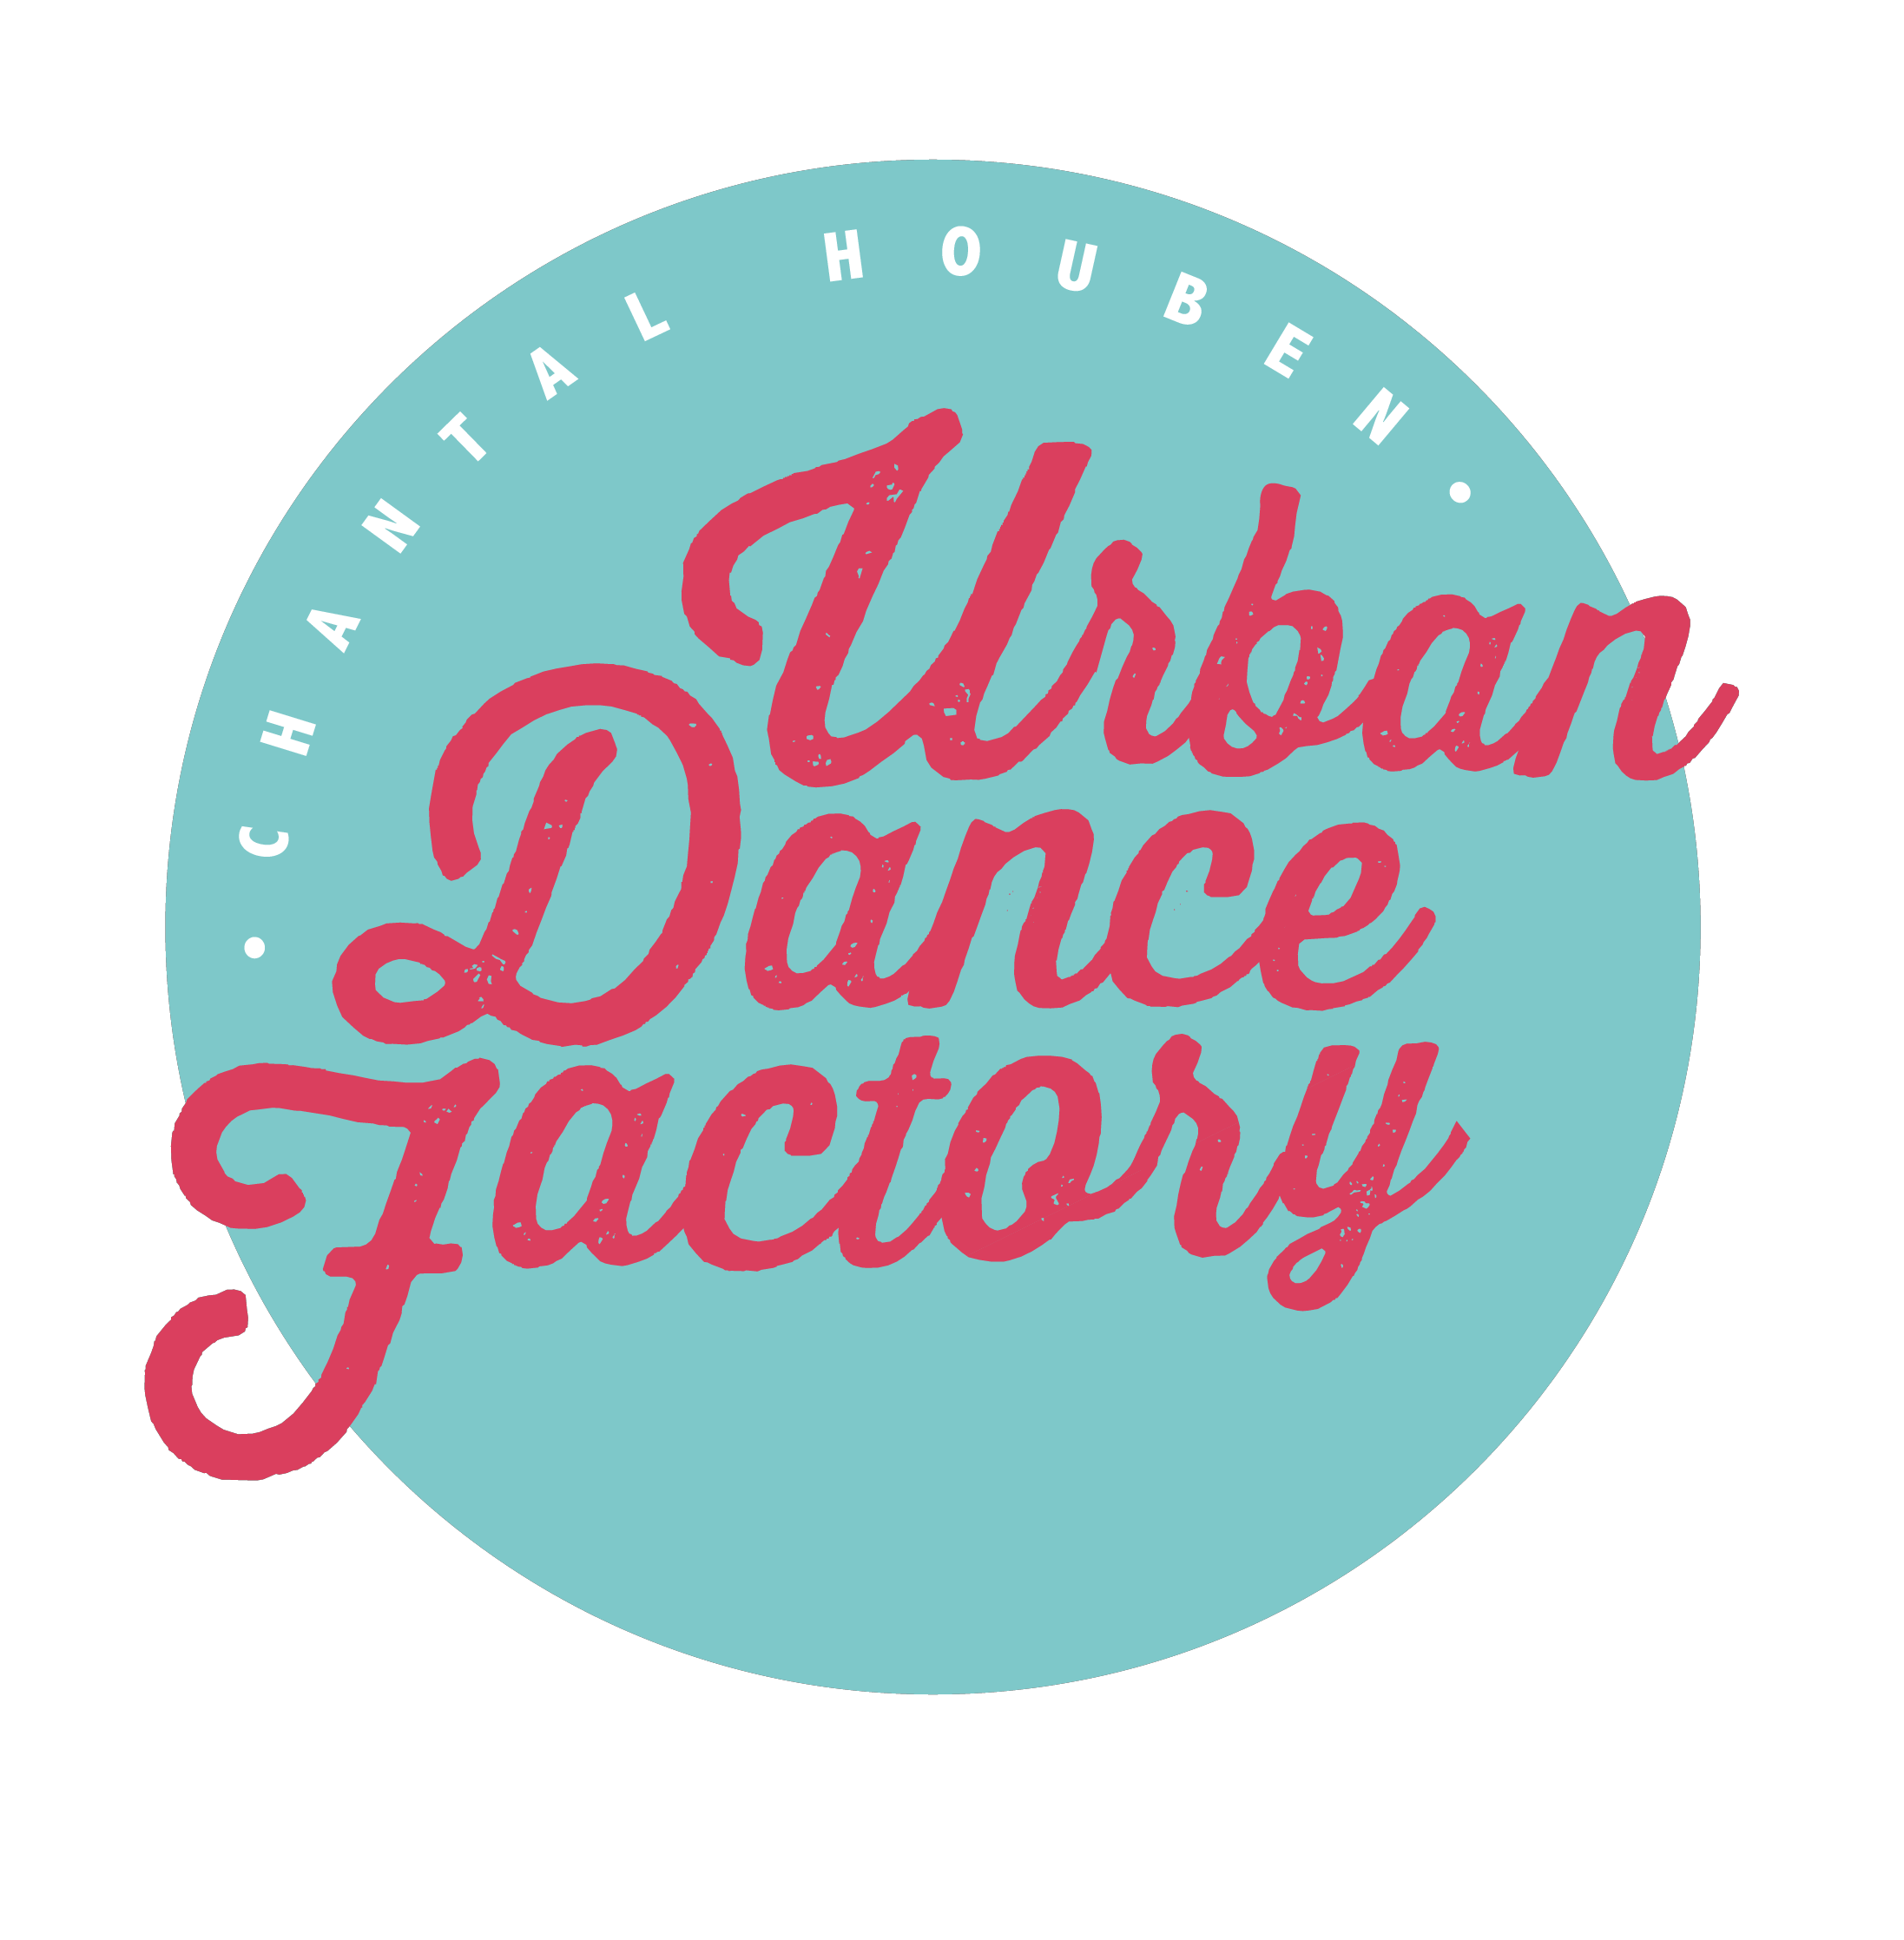 • CHANTAL HOUBEN •
Urban
Dance
Factory